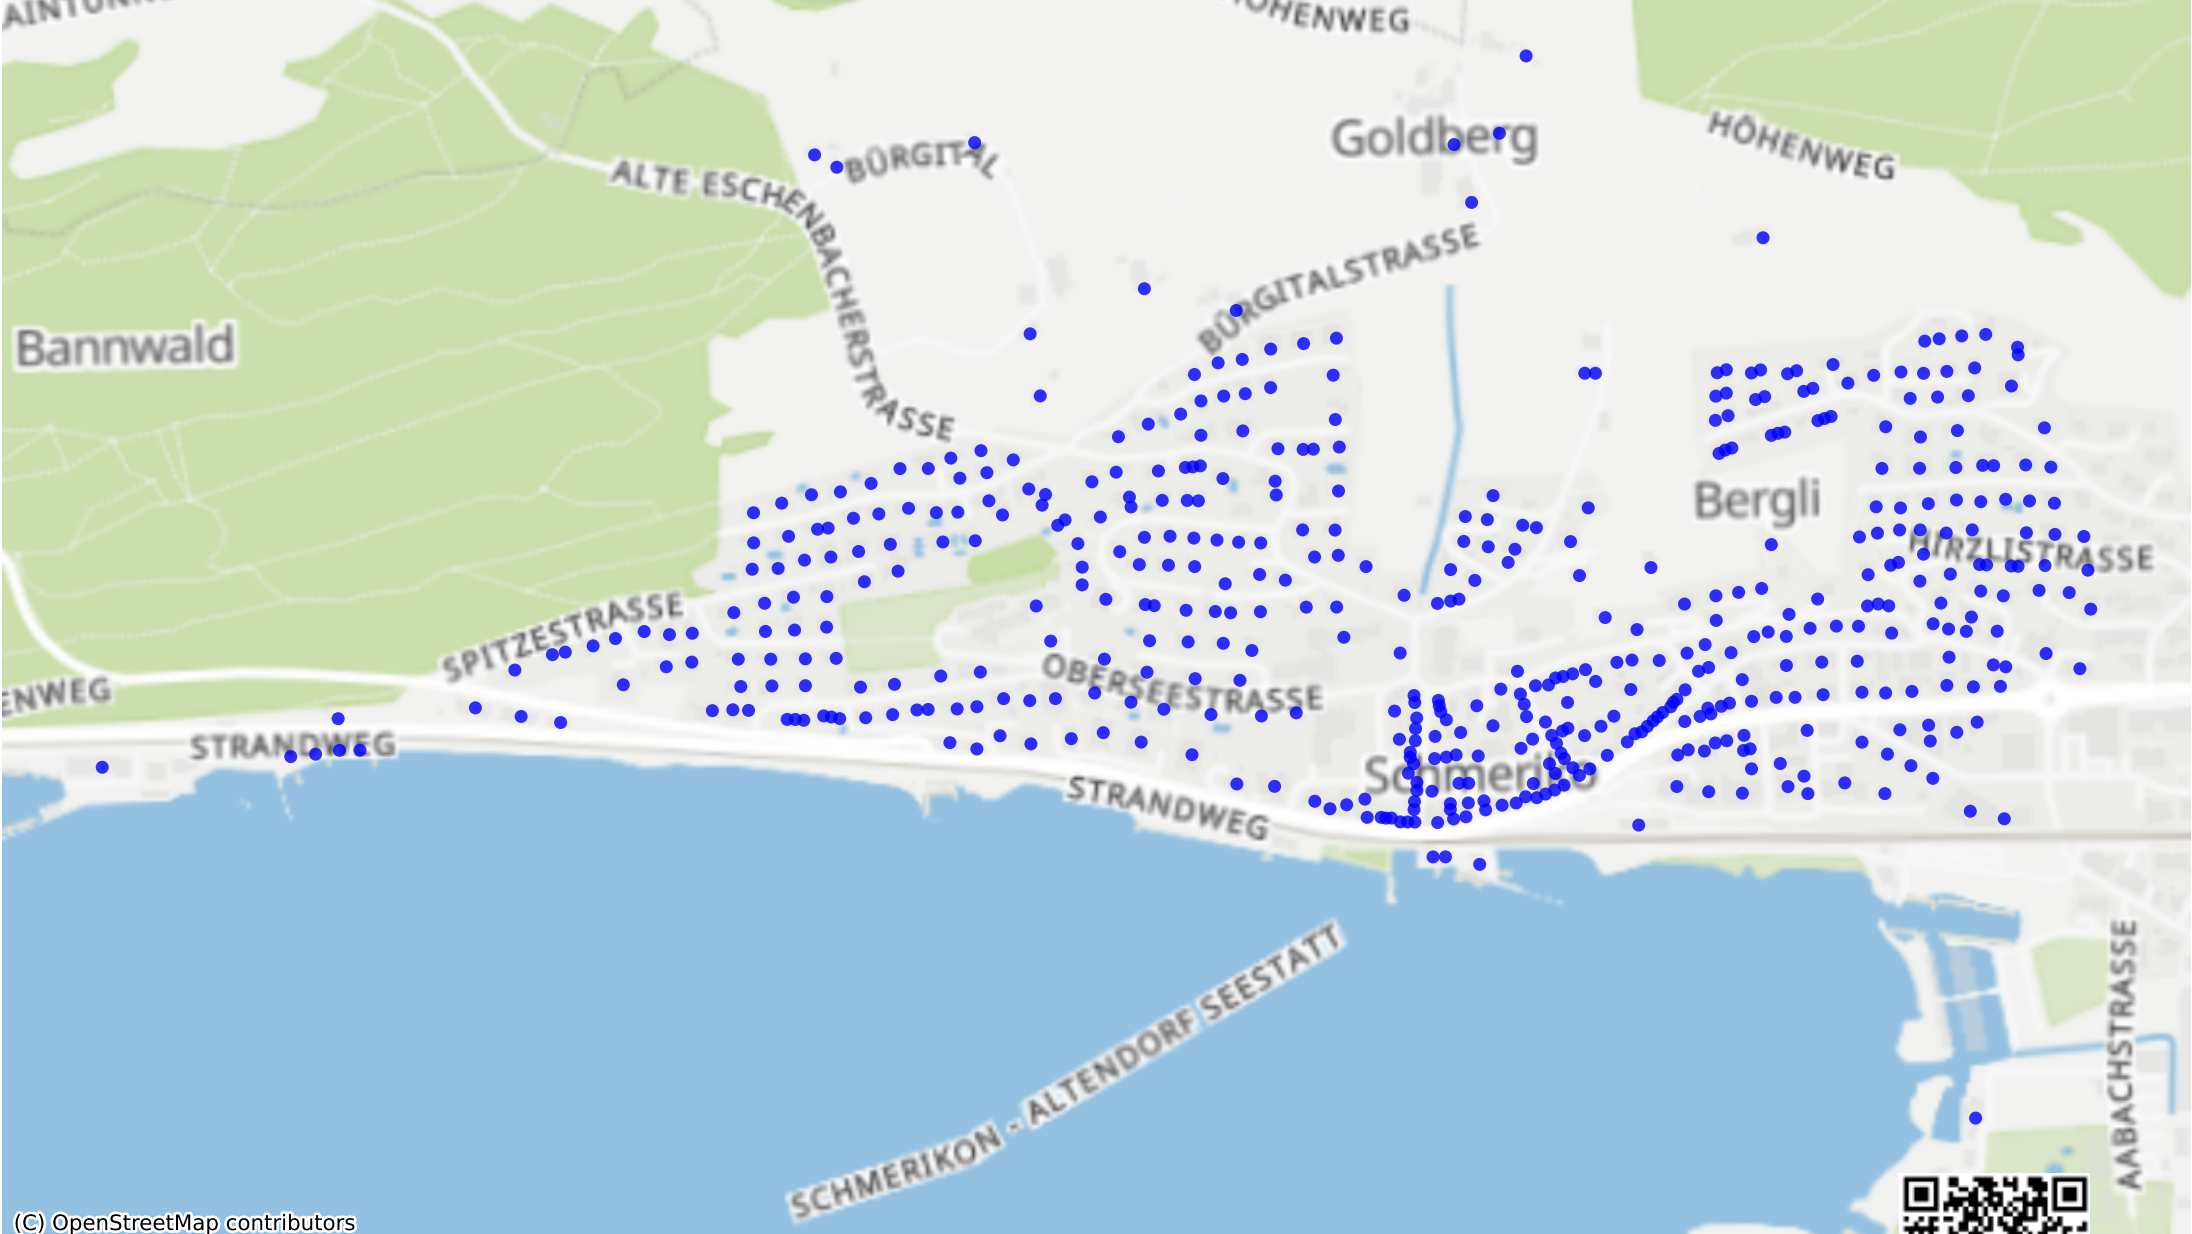 HÖHENWEG
Goldberg
HÖHENWEG
BÜRGITAL
ALTE ESCHENBACHERSTRASSE
BÜRGITALSTRASSE
Bannwald
Bergli
HIRZLISTRASSE
SPITZESTRASSE
OBERSEESTRASSE
STRANDWEG
Schmerikon
STRANDWEG
SCHMERIKON - ALTENDORF SEESTATT
AABACHSTRASSE
(C) OpenStreetMap contributors